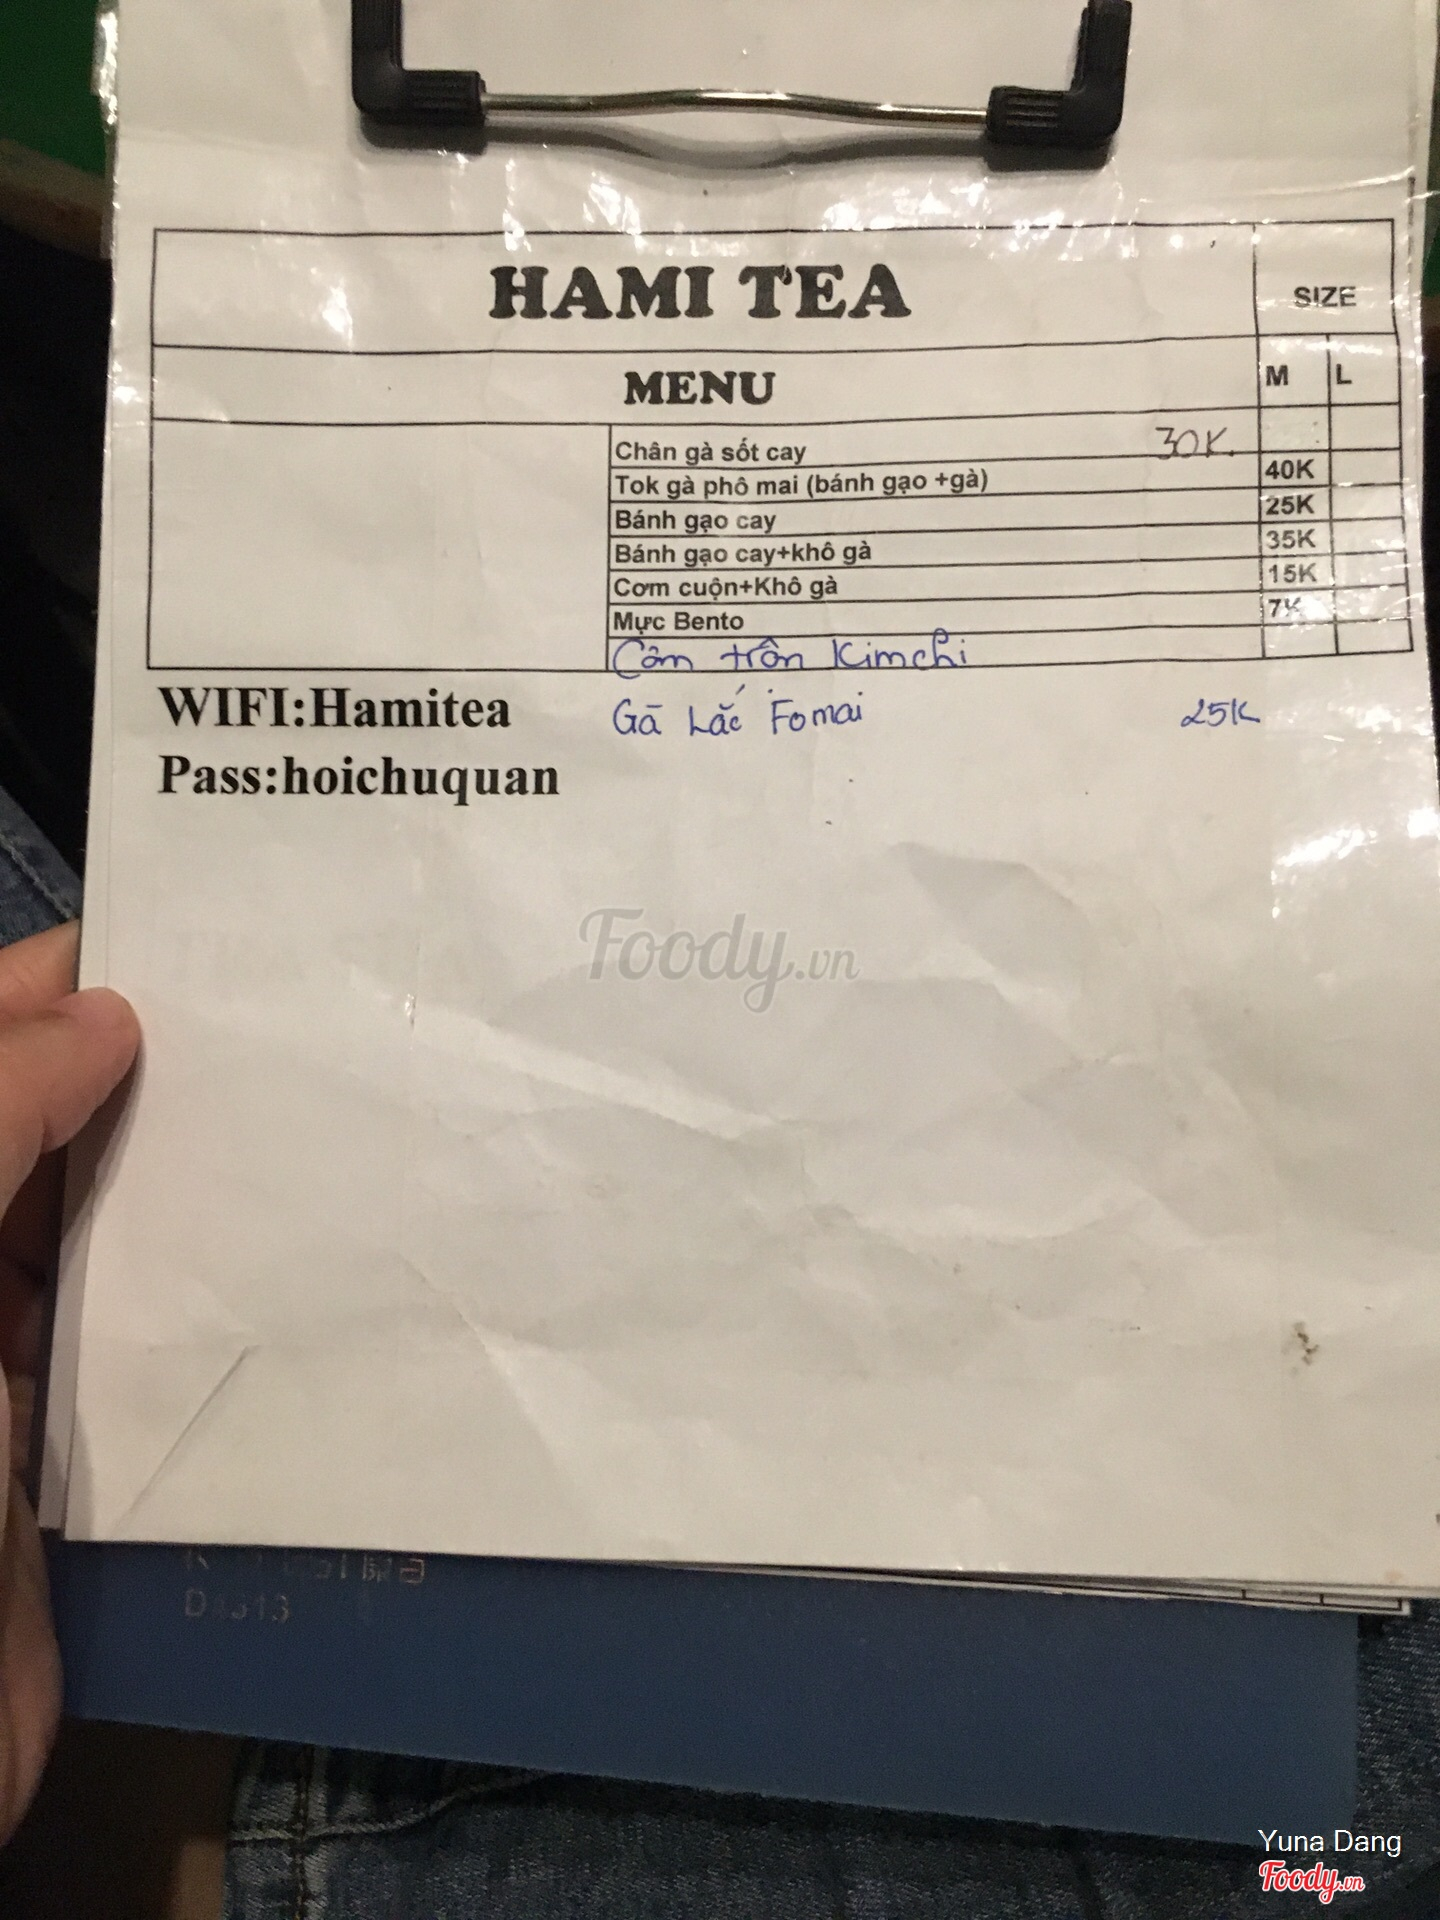 HAMI TEA
SIZE
MENU
M L
Chân gà sốt cay 30K
Tok gà phô mai (bánh gạo +gà) 40K
Bánh gạo cay 25K
Bánh gạo cay+khô gà 35K
Cơm cuộn+Khô gà 15K
Mực Bento 7K
Cơm trộn Kimchi
WIFI:Hamitea
Gà Lắc Fomai 25K
Pass:hoichuquan
Foody.vn
Yuna Dang
Foody.vn